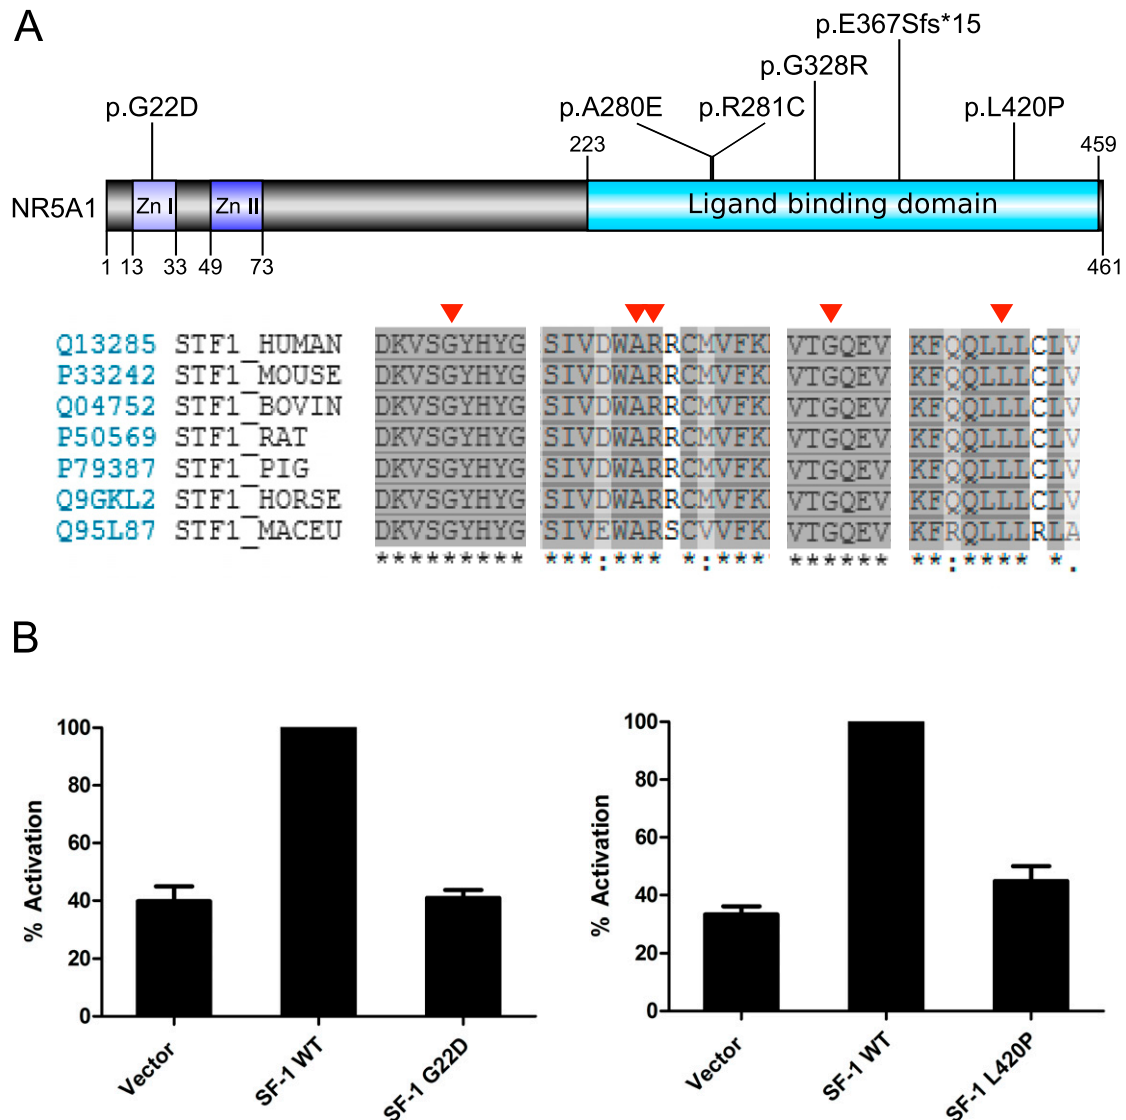 A
p.E367Sfs*15
p.G328R
p.G22D p.A280E p.R281C p.L420P
223 459
NR5A1 Zn I Zn II Ligand binding domain
1 13 33 49 73 461
Q13285 STF1_HUMAN DKVSGYHYG SIVDWARRCMVFK VTGQEV KFQQLLLCLV
P33242 STF1_MOUSE DKVSGYHYG SIVDWARRCMVFK VTGQEV KFQQLLLCLV
Q04752 STF1_BOVIN DKVSGYHYG SIVDWARRCMVFK VTGQEV KFQQLLLCLV
P50569 STF1_RAT DKVSGYHYG SIVDWARRCMVFK VTGQEV KFQQLLLCLV
P79387 STF1_PIG DKVSGYHYG SIVDWARRCMVFK VTGQEV KFQQLLLCLV
Q9GKL2 STF1_HORSE DKVSGYHYG SIVDWARRCMVFK VTGQEV KFQQLLLCLV
Q95L87 STF1_MACEU DKVSGYHYG SIVEWARSCVVFK VTGQEV KFRQLLLRLA
********* ***:*** *:*** ****** **:**** *.
B
% Activation
100
80
60
40
20
0
Vector
SF-1 WT
SF-1 G22D
% Activation
100
80
60
40
20
0
Vector
SF-1 WT
SF-1 L420P